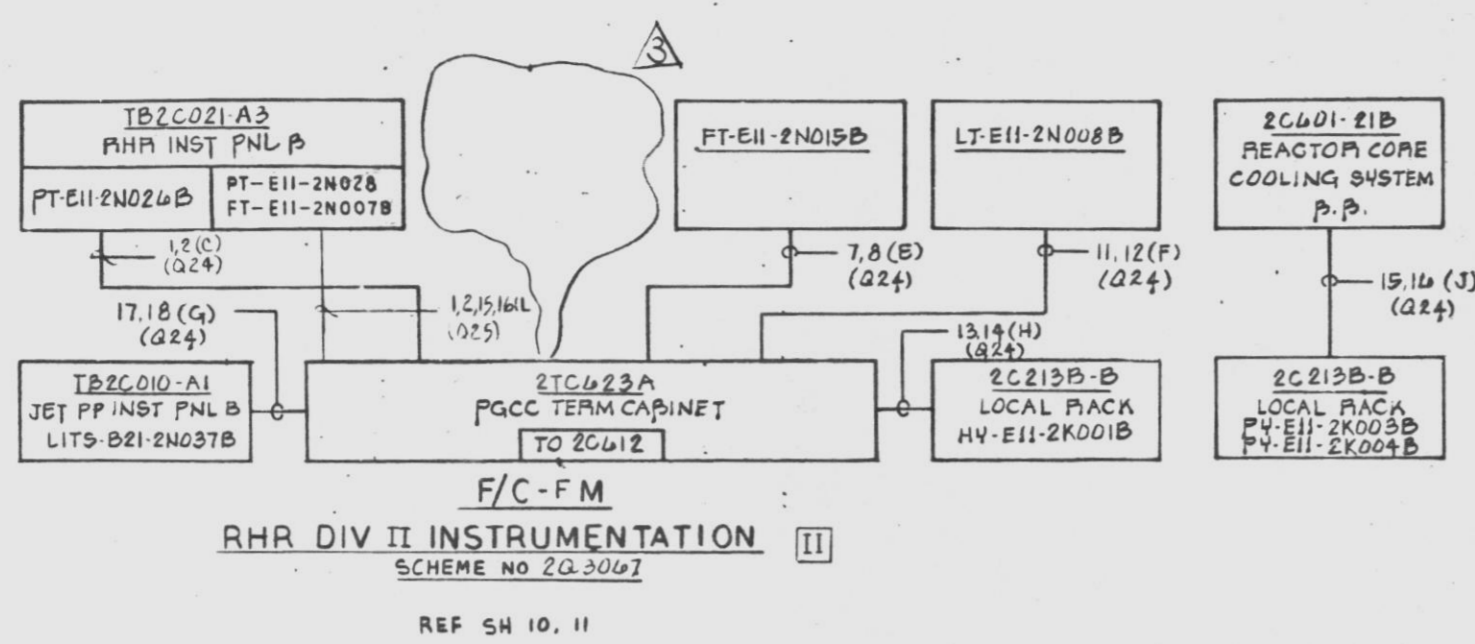 3
TB2C021-A3
RHR INST PNL B
PT-E11-2N026B
PT-E11-2N028
FT-E11-2N007B
FT-E11-2N015B
LT-E11-2N008B
2C601-21B
REACTOR CORE
COOLING SYSTEM
B.B.
1,2(C)
(Q24)
7,8(E)
(Q24)
11,12(F)
(Q24)
15,16(J)
(Q24)
17,18(G)
(Q24)
1,2,15,16(L
(Q25)
13,14(H)
(Q24)
TB2C010-A1
JET PP INST PNL B
LITS-B21-2N037B
2TC623A
PGCC TERM CABINET
TO 2C612
2C213B-B
LOCAL RACK
HY-E11-2K001B
2C213B-B
LOCAL RACK
PY-E11-2K003B
PY-E11-2K004B
F/C-FM
RHR DIV II INSTRUMENTATION II
SCHEME NO 2Q3067
REF SH 10, 11